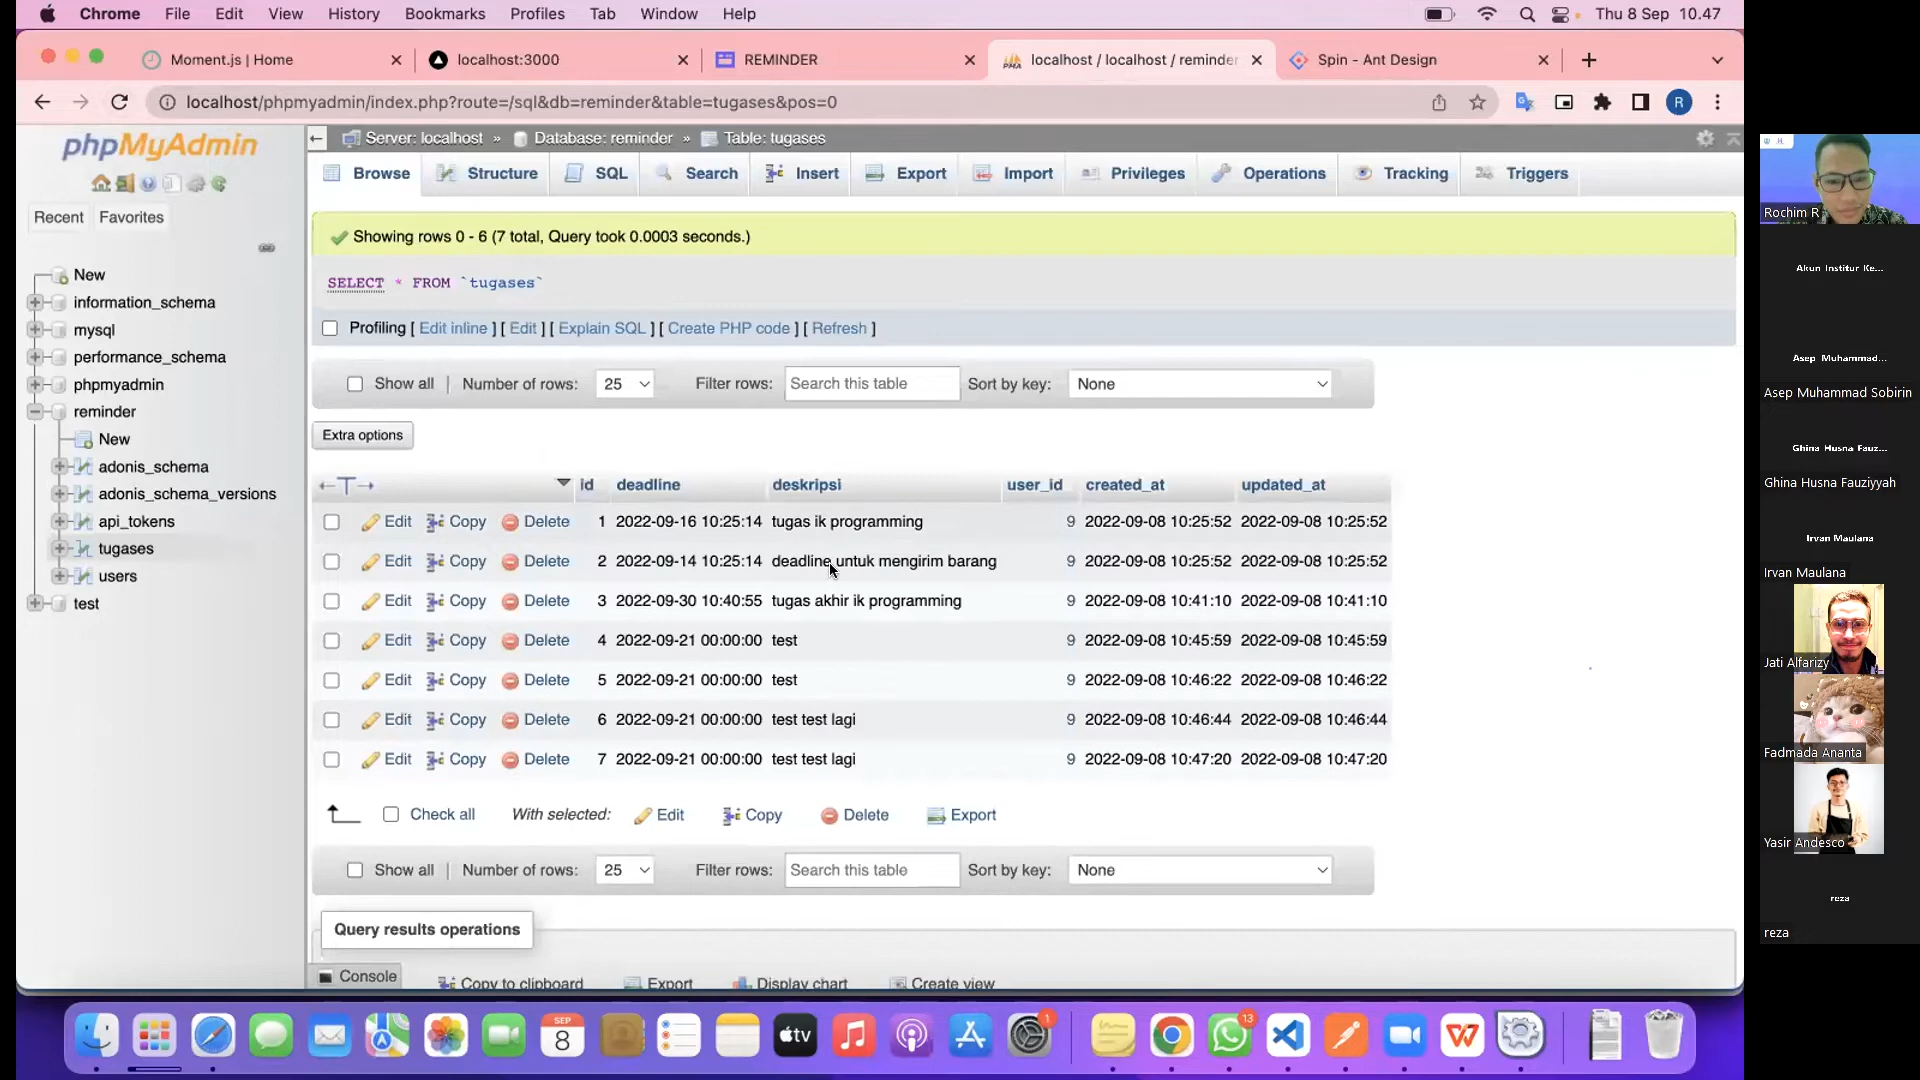 Chrome File Edit View History Bookmarks Profiles Tab Window Help Thu 8 Sep 10.47
Moment.js | Home localhost:3000 REMINDER localhost / localhost / reminder Spin - Ant Design
localhost/phpmyadmin/index.php?route=/sql&db=reminder&table=tugases&pos=0 R
phpMyAdmin
Recent Favorites
New
information_schema
mysql
performance_schema
phpmyadmin
reminder
New
adonis_schema
adonis_schema_versions
api_tokens
tugases
users
test
Server: localhost » Database: reminder » Table: tugases
Browse Structure SQL Search Insert Export Import Privileges Operations Tracking Triggers
Showing rows 0 - 6 (7 total, Query took 0.0003 seconds.)
SELECT * FROM `tugases`
Profiling [ Edit inline ] [ Edit ] [ Explain SQL ] [ Create PHP code ] [ Refresh ]
Show all | Number of rows: 25 Filter rows: Search this table Sort by key: None
Extra options
id deadline deskripsi user_id created_at updated_at
Edit Copy Delete 1 2022-09-16 10:25:14 tugas ik programming 9 2022-09-08 10:25:52 2022-09-08 10:25:52
Edit Copy Delete 2 2022-09-14 10:25:14 deadline untuk mengirim barang 9 2022-09-08 10:25:52 2022-09-08 10:25:52
Edit Copy Delete 3 2022-09-30 10:40:55 tugas akhir ik programming 9 2022-09-08 10:41:10 2022-09-08 10:41:10
Edit Copy Delete 4 2022-09-21 00:00:00 test 9 2022-09-08 10:45:59 2022-09-08 10:45:59
Edit Copy Delete 5 2022-09-21 00:00:00 test 9 2022-09-08 10:46:22 2022-09-08 10:46:22
Edit Copy Delete 6 2022-09-21 00:00:00 test test lagi 9 2022-09-08 10:46:44 2022-09-08 10:46:44
Edit Copy Delete 7 2022-09-21 00:00:00 test test lagi 9 2022-09-08 10:47:20 2022-09-08 10:47:20
Check all With selected: Edit Copy Delete Export
Show all | Number of rows: 25 Filter rows: Search this table Sort by key: None
Query results operations
Console
Copy to clipboard Export Display chart Create view
SEP
8
tv
1
13
Rochim R
Akun Institur Ke...
Asep Muhammad...
Asep Muhammad Sobirin
Ghina Husna Fauz...
Ghina Husna Fauziyyah
Irvan Maulana
Irvan Maulana
Jati Alfarizy
Fadmada Ananta
Yasir Andesco
reza
reza